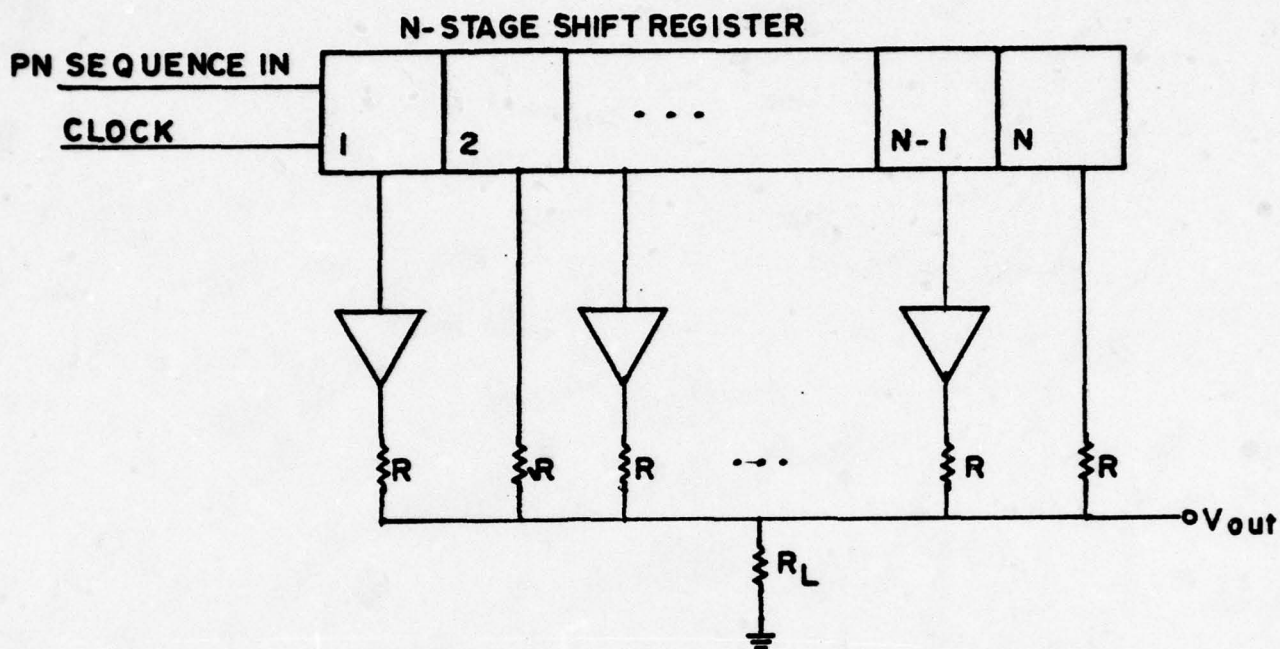 N-STAGE SHIFT REGISTER
PN SEQUENCE IN
CLOCK
1 2 ... N-1 N
R R R ... R R
Vout
RL